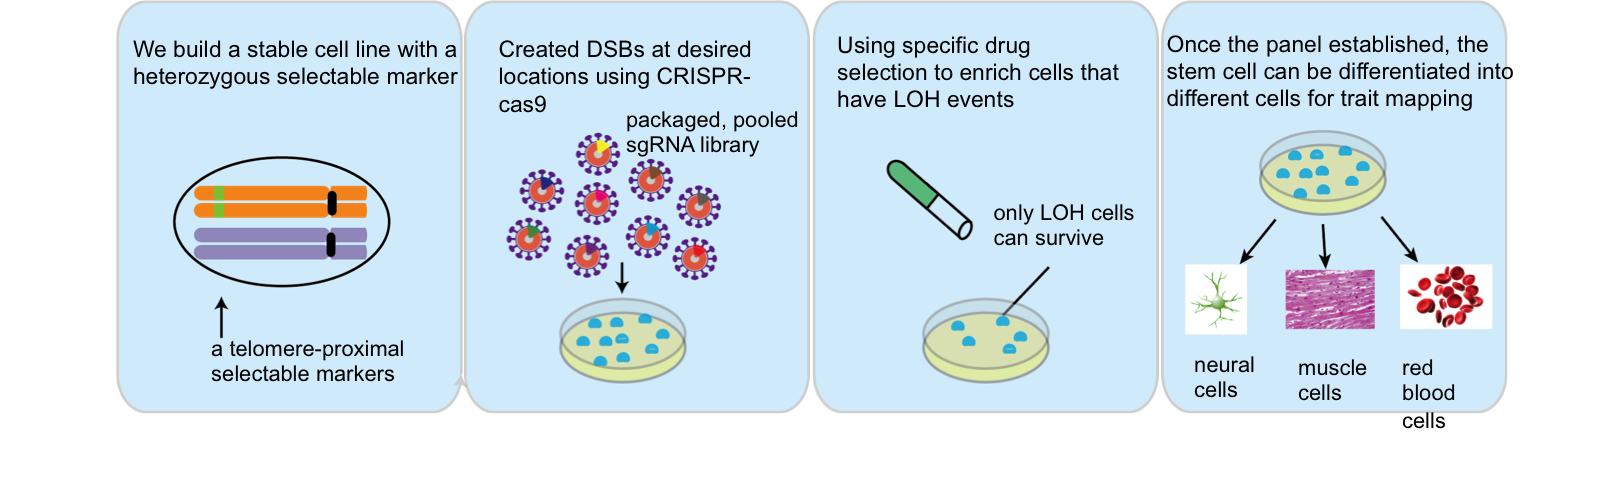 We build a stable cell line with a
heterozygous selectable marker
a telomere-proximal
selectable markers
Created DSBs at desired
locations using CRISPR-
cas9
packaged, pooled
sgRNA library
Using specific drug
selection to enrich cells that
have LOH events
only LOH cells
can survive
Once the panel established, the
stem cell can be differentiated into
different cells for trait mapping
neural
cells
muscle
cells
red
blood
cells